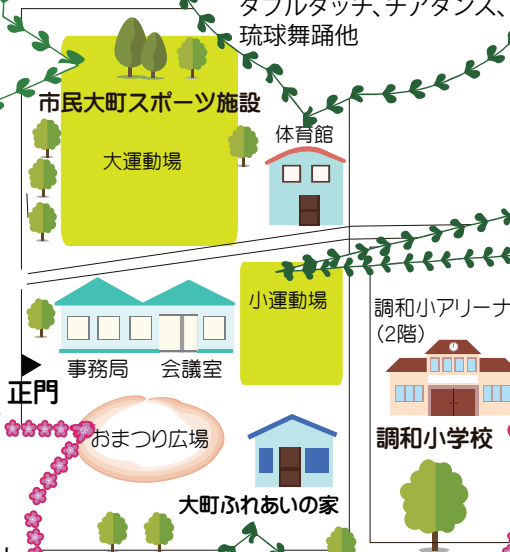 ダブルダッチ、チアダンス、
琉球舞踊他
市民大町スポーツ施設
体育館
大運動場
小運動場
調和小アリーナ
（2階）
事務局 会議室
正門
おまつり広場
調和小学校
大町ふれあいの家